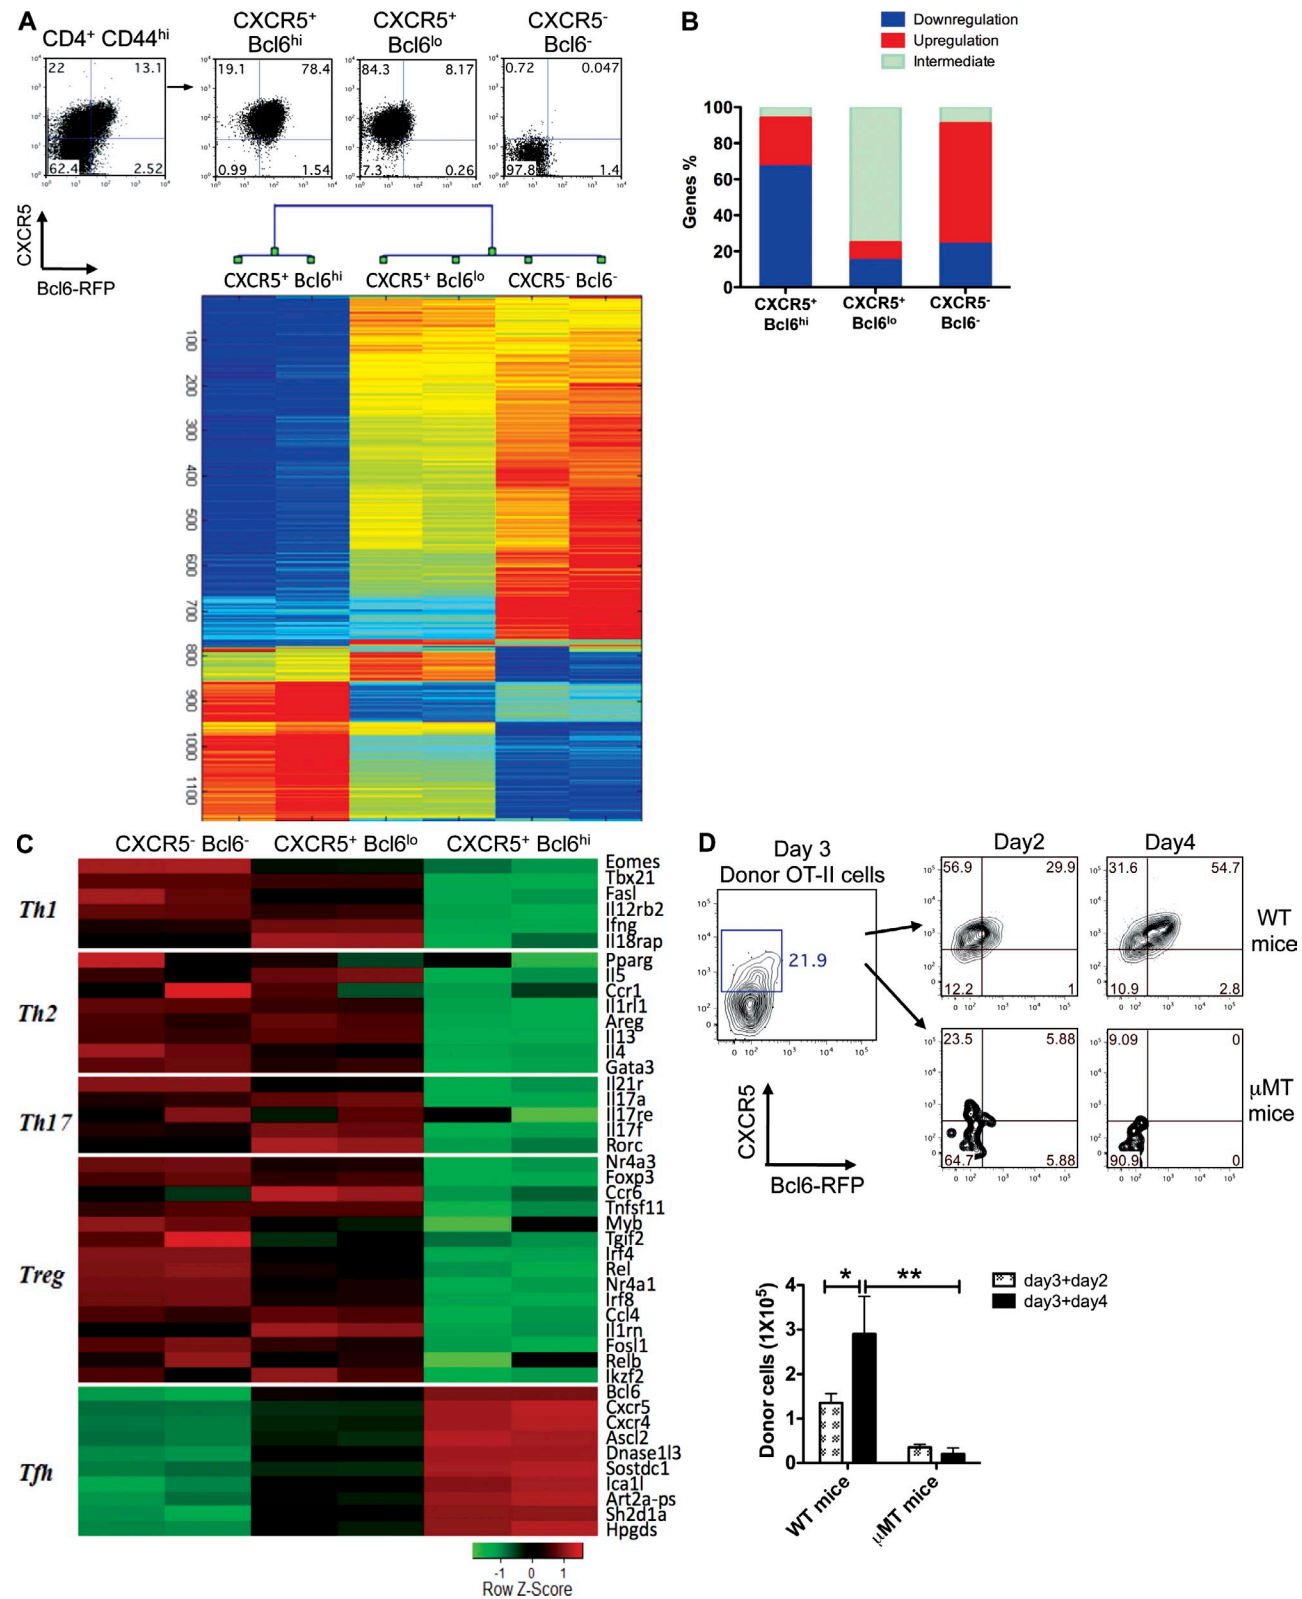 A
CD4+ CD44hi
CXCR5+ Bcl6hi
CXCR5+ Bcl6lo
CXCR5- Bcl6-
22 13.1
62.4 2.52
19.1 78.4
0.99 1.54
84.3 8.17
7.3 0.26
0.72 0.047
97.8 1.4
CXCR5
Bcl6-RFP
CXCR5+ Bcl6hi CXCR5+ Bcl6lo CXCR5- Bcl6-
100
200
300
400
500
600
700
800
900
1000
1100
B
Downregulation
Upregulation
Intermediate
Genes %
100
80
60
40
20
0
CXCR5+ Bcl6hi
CXCR5+ Bcl6lo
CXCR5- Bcl6-
C
CXCR5- Bcl6- CXCR5+ Bcl6lo CXCR5+ Bcl6hi
Th1
Eomes
Tbx21
Fasl
Il12rb2
Ifng
Il18rap
Th2
Pparg
Il5
Ccr1
Il1rl1
Areg
Il13
Il4
Gata3
Th17
Il21r
Il17a
Il17re
Il17f
Rorc
Treg
Nr4a3
Foxp3
Ccr6
Tnfsf11
Myb
Tgif2
Irf4
Rel
Nr4a1
Irf8
Ccl4
Il1rn
Fosl1
Relb
Ikzf2
Tfh
Bcl6
Cxcr5
Cxcr4
Ascl2
Dnase1l3
Sostdc1
Ica1l
Art2a-ps
Sh2d1a
Hpgds
-1 0 1
Row Z-Score
D
Day 3
Donor OT-II cells
21.9
Day2
Day4
56.9 29.9
12.2 1
31.6 54.7
10.9 2.8
WT mice
23.5 5.88
64.7 5.88
9.09 0
90.9 0
μMT mice
CXCR5
Bcl6-RFP
Donor cells (1X10⁵)
4
3
2
1
0
* **
day3+day2
day3+day4
WT mice
μMT mice